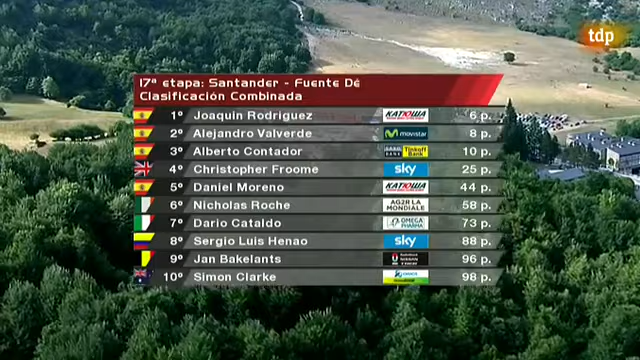 tdp
17ª etapa: Santander - Fuente Dé
Clasificación Combinada
1º Joaquin Rodriguez KATIOWA 6 p.
2º Alejandro Valverde movistar 8 p.
3º Alberto Contador Tinkoff Bank 10 p.
4º Christopher Froome sky 25 p.
5º Daniel Moreno KATIOWA 44 p.
6º Nicholas Roche AG2R LA MONDIALE 58 p.
7º Dario Cataldo OMEGA PHARMA 73 p.
8º Sergio Luis Henao sky 88 p.
9º Jan Bakelants 96 p.
10º Simon Clarke 98 p.